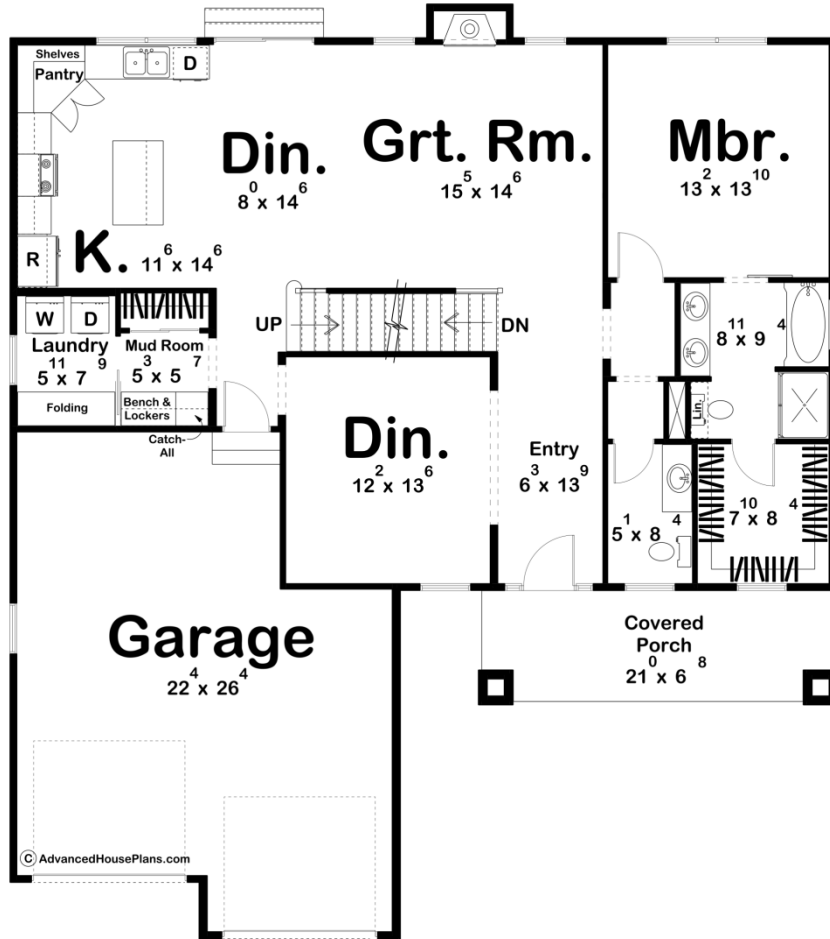 Shelves
Pantry
D
Din.
8⁰ x 14⁶
Grt. Rm.
15⁵ x 14⁶
Mbr.
13² x 13¹⁰
R
K. 11⁶ x 14⁶
UP
DN
W D
Laundry
5¹¹ x 7⁹
Mud Room
5³ x 5⁷
Folding
Bench &
Lockers
Catch-
All
8¹¹ x 9⁴
Lin.
Din.
12² x 13⁶
Entry
6³ x 13⁹
5¹ x 8⁴
7¹⁰ x 8⁴
Garage
22⁴ x 26⁴
Covered
Porch
21⁰ x 6⁸
© AdvancedHousePlans.com